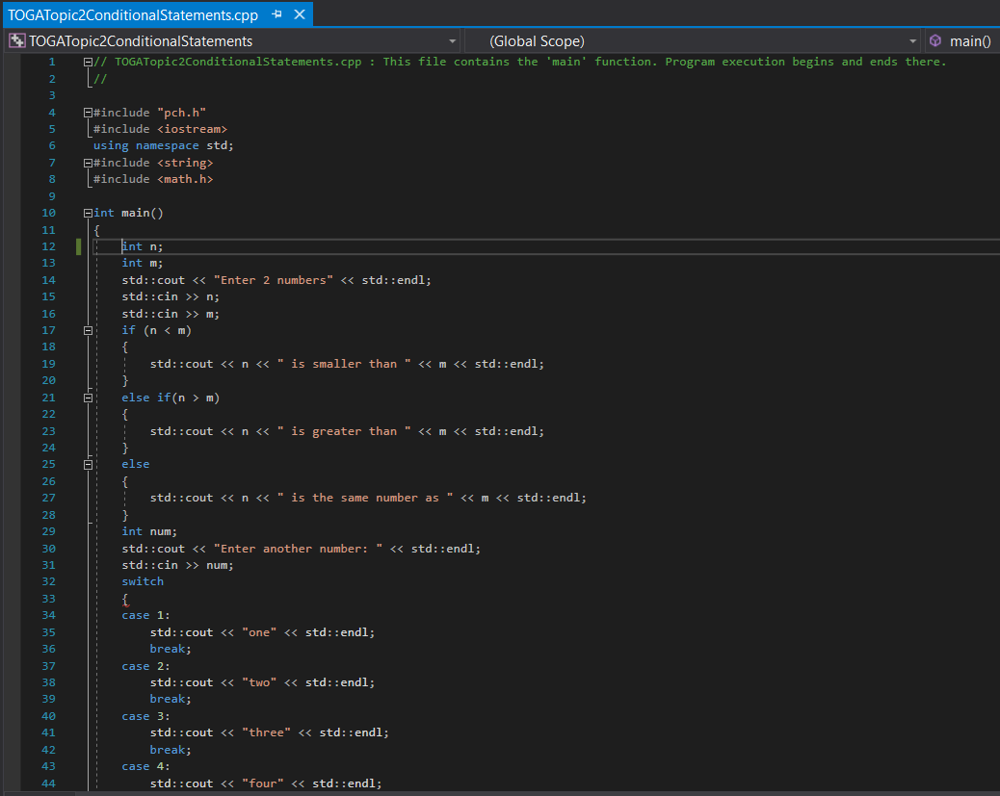 TOGATopic2ConditionalStatements.cpp
TOGATopic2ConditionalStatements (Global Scope) main()
1 // TOGATopic2ConditionalStatements.cpp : This file contains the 'main' function. Program execution begins and ends there.
2 //
3
4 #include "pch.h"
5 #include <iostream>
6 using namespace std;
7 #include <string>
8 #include <math.h>
9
10 int main()
11 {
12 int n;
13 int m;
14 std::cout << "Enter 2 numbers" << std::endl;
15 std::cin >> n;
16 std::cin >> m;
17 if (n < m)
18 {
19 std::cout << n << " is smaller than " << m << std::endl;
20 }
21 else if(n > m)
22 {
23 std::cout << n << " is greater than " << m << std::endl;
24 }
25 else
26 {
27 std::cout << n << " is the same number as " << m << std::endl;
28 }
29 int num;
30 std::cout << "Enter another number: " << std::endl;
31 std::cin >> num;
32 switch
33 {
34 case 1:
35 std::cout << "one" << std::endl;
36 break;
37 case 2:
38 std::cout << "two" << std::endl;
39 break;
40 case 3:
41 std::cout << "three" << std::endl;
42 break;
43 case 4:
44 std::cout << "four" << std::endl;